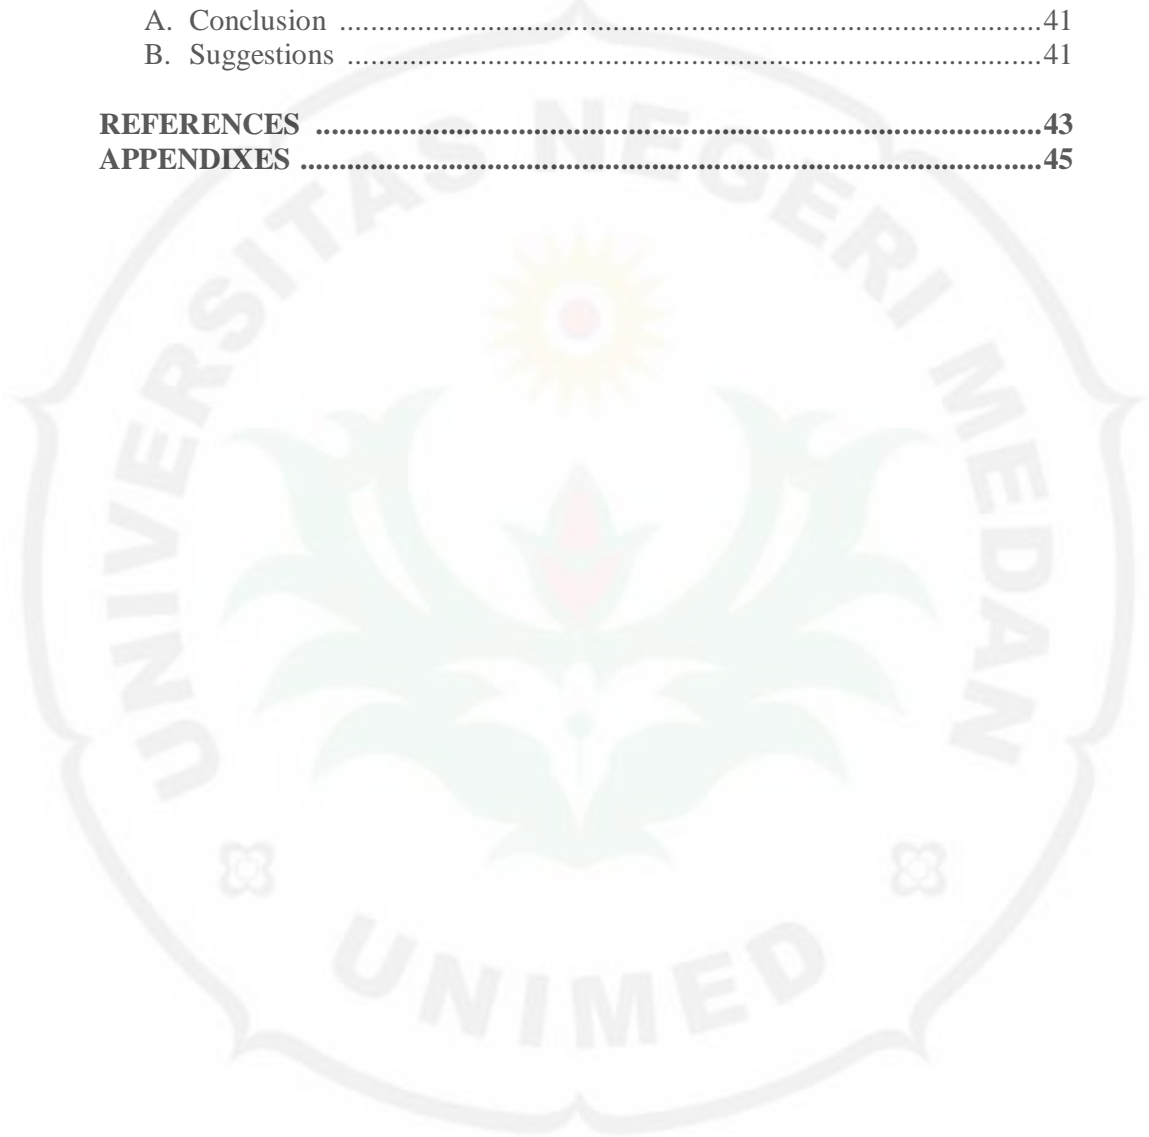 A. Conclusion ........................................................................................41
B. Suggestions .......................................................................................41
REFERENCES ............................................................................................43
APPENDIXES ..............................................................................................45
UNIVERSITAS NEGERI MEDAN
UNIMED